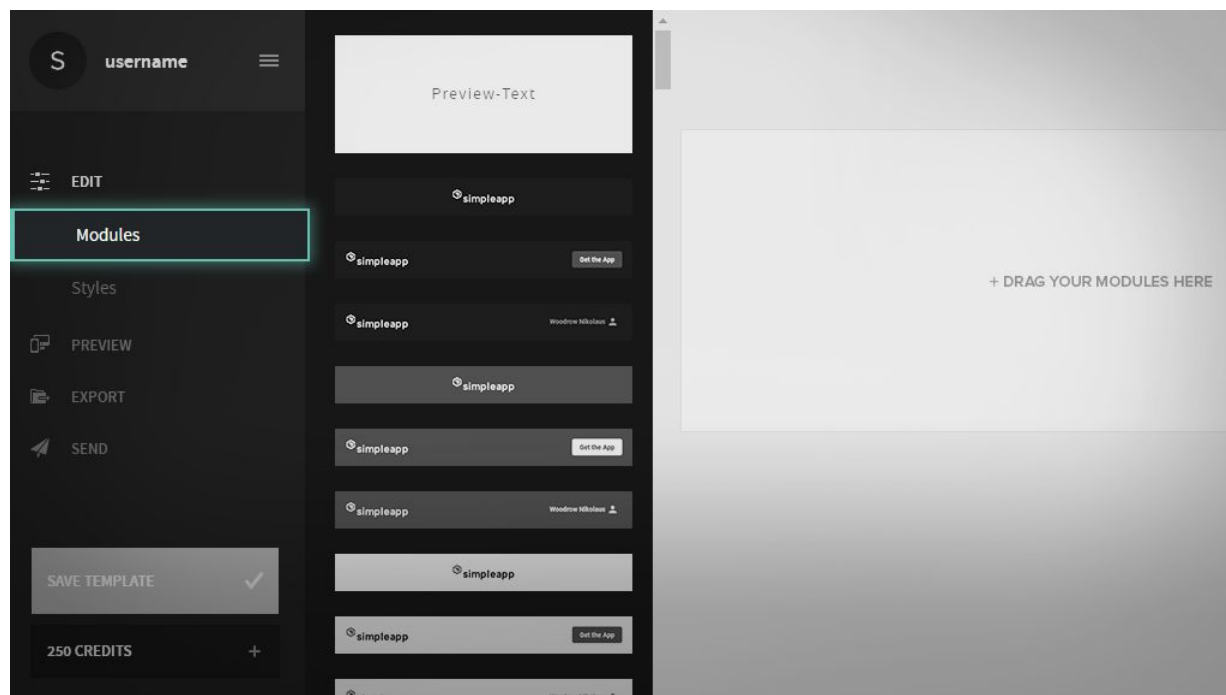 S
username
EDIT
Modules
Styles
PREVIEW
EXPORT
SEND
SAVE TEMPLATE
250 CREDITS +
Preview-Text
simpleapp
simpleapp Get the App
simpleapp Woodrow Nikolaus
simpleapp
simpleapp Get the App
simpleapp Woodrow Nikolaus
simpleapp
simpleapp Get the App
+ DRAG YOUR MODULES HERE